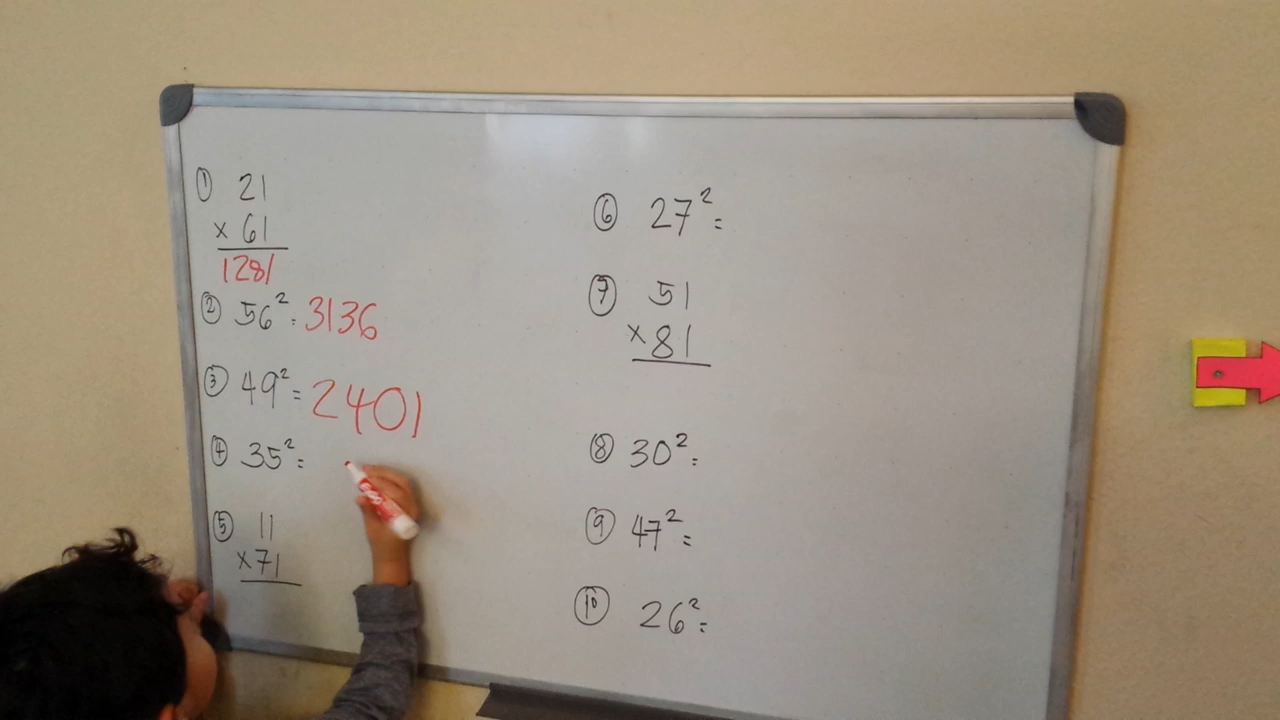 ① 21
x 61
1281
② 56² = 3136
③ 49² = 2401
④ 35² =
⑤ 11
x 71
⑥ 27² =
⑦ 51
x 81
⑧ 30² =
⑨ 47² =
⑩ 26² =
EXPO